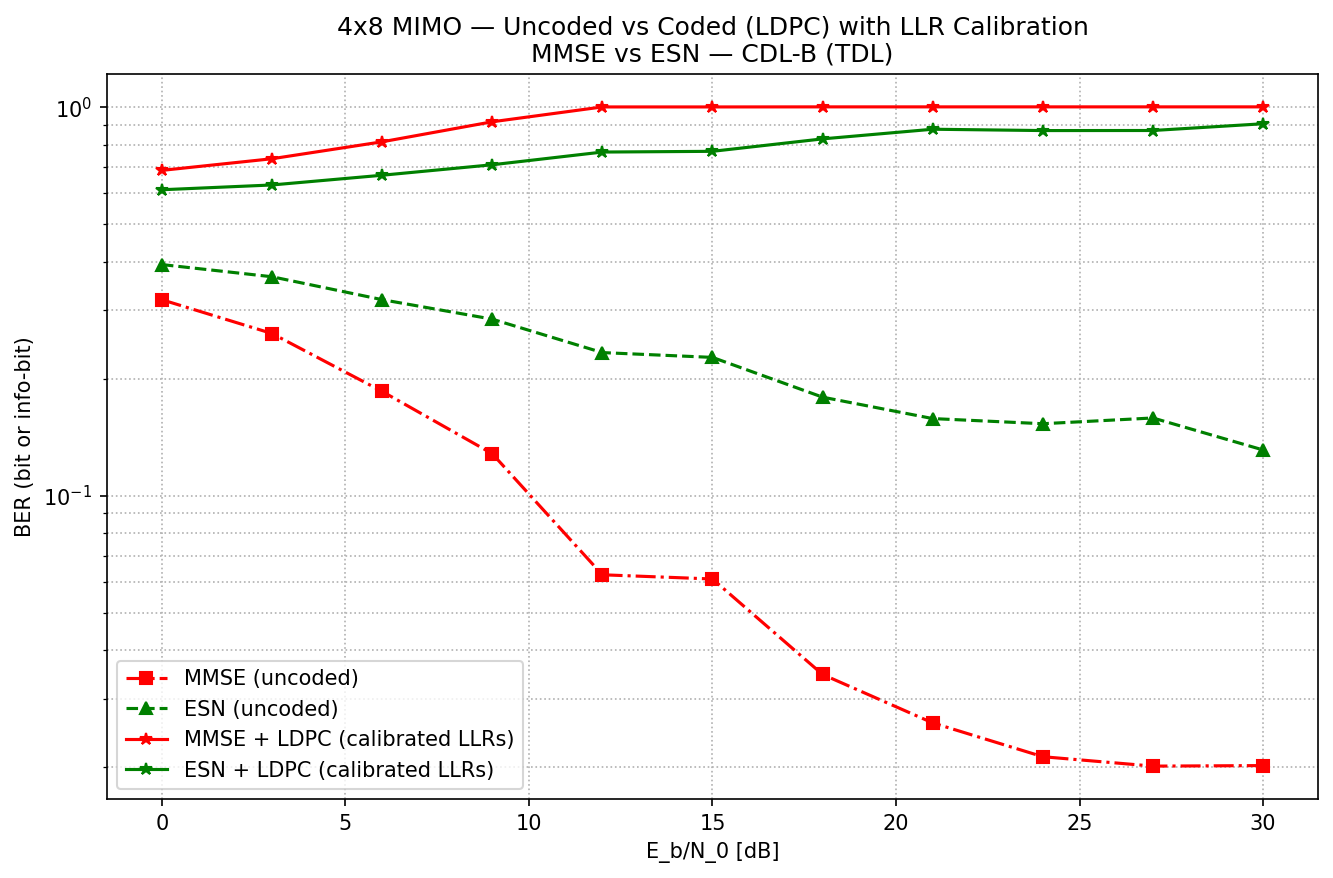 4x8 MIMO — Uncoded vs Coded (LDPC) with LLR Calibration
MMSE vs ESN — CDL-B (TDL)
BER (bit or info-bit)
10⁰
10⁻¹
MMSE (uncoded)
ESN (uncoded)
MMSE + LDPC (calibrated LLRs)
ESN + LDPC (calibrated LLRs)
0 5 10 15 20 25 30
E_b/N_0 [dB]